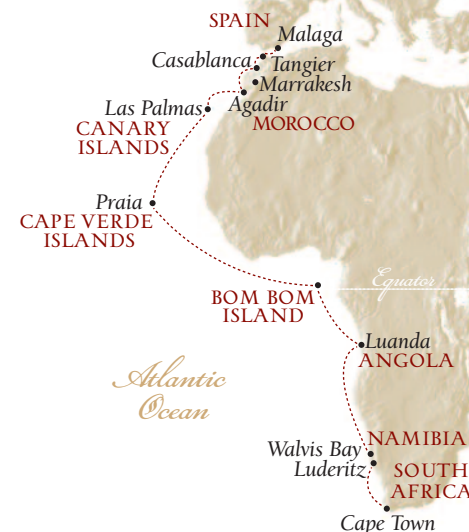 SPAIN
Malaga
Casablanca
Tangier
Marrakesh
Agadir
MOROCCO
Las Palmas
CANARY
ISLANDS
Praia
CAPE VERDE
ISLANDS
Equator
BOM BOM
ISLAND
Luanda
ANGOLA
Atlantic
Ocean
NAMIBIA
Walvis Bay
Luderitz
SOUTH
AFRICA
Cape Town